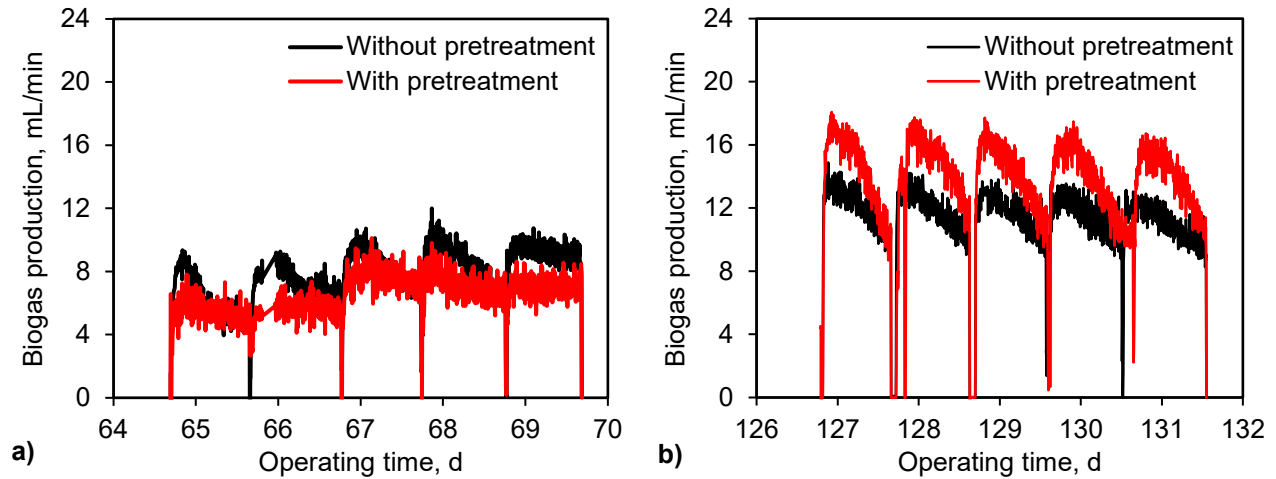 24
20
16
12
8
4
0
Biogas production, mL/min
Without pretreatment
With pretreatment
64 65 66 67 68 69 70
Operating time, d
a)
24
20
16
12
8
4
0
Biogas production, mL/min
Without pretreatment
With pretreatment
126 127 128 129 130 131 132
Operating time, d
b)